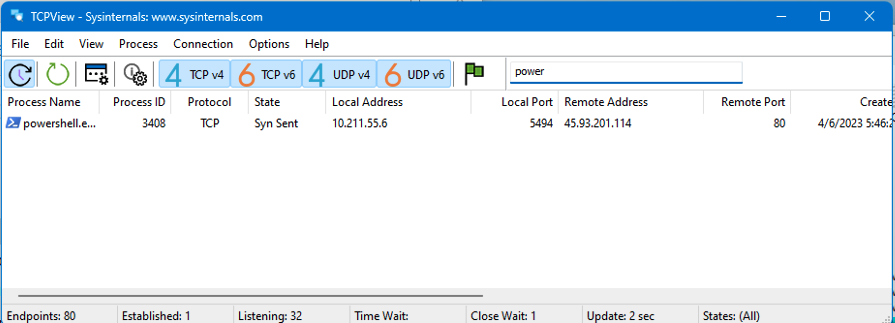 TCPView - Sysinternals: www.sysinternals.com
File Edit View Process Connection Options Help
4 TCP v4 6 TCP v6 4 UDP v4 6 UDP v6 power
Process Name Process ID Protocol State Local Address Local Port Remote Address Remote Port Create
powershell.e... 3408 TCP Syn Sent 10.211.55.6 5494 45.93.201.114 80 4/6/2023 5:46:2
Endpoints: 80 Established: 1 Listening: 32 Time Wait: Close Wait: 1 Update: 2 sec States: (All)